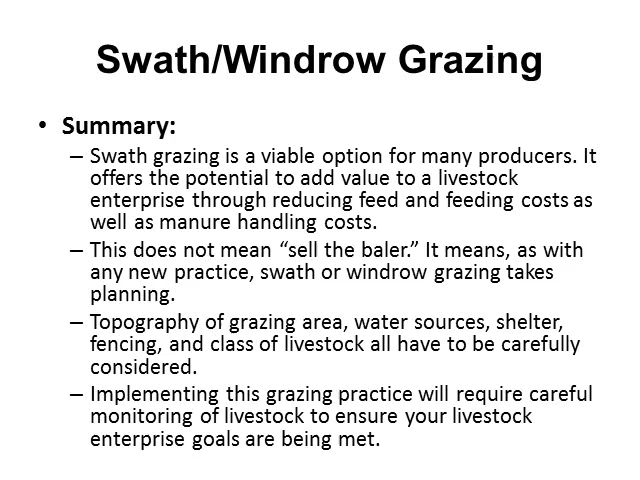 Swath/Windrow Grazing
• Summary:
– Swath grazing is a viable option for many producers. It
offers the potential to add value to a livestock
enterprise through reducing feed and feeding costs as
well as manure handling costs.
– This does not mean “sell the baler.” It means, as with
any new practice, swath or windrow grazing takes
planning.
– Topography of grazing area, water sources, shelter,
fencing, and class of livestock all have to be carefully
considered.
– Implementing this grazing practice will require careful
monitoring of livestock to ensure your livestock
enterprise goals are being met.